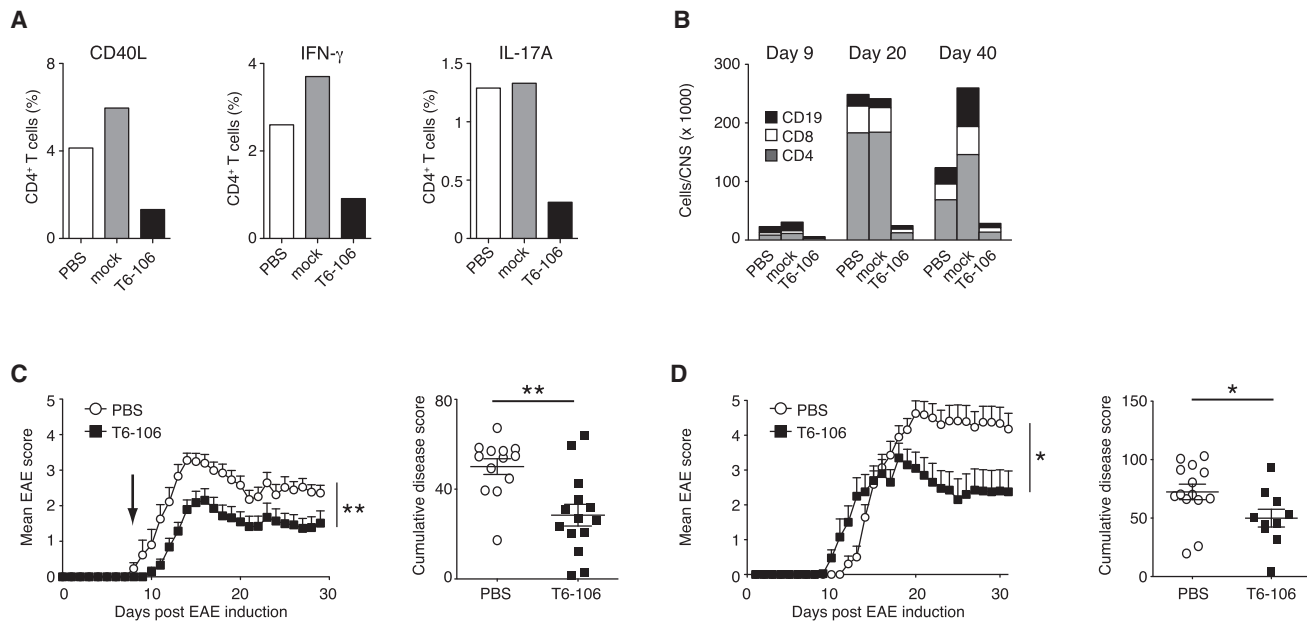 A
CD40L
CD4+ T cells (%)
8
4
0
PBS
mock
T6-106
IFN-γ
CD4+ T cells (%)
4
2
0
PBS
mock
T6-106
IL-17A
CD4+ T cells (%)
1.5
1
0.5
0
PBS
mock
T6-106
B
Day 9 Day 20 Day 40
Cells/CNS (x 1000)
300
200
100
0
CD19
CD8
CD4
PBS
mock
T6-106
PBS
mock
T6-106
PBS
mock
T6-106
C
Mean EAE score
5
4
3
2
1
0
PBS
T6-106
**
0 10 20 30
Days post EAE induction
Cumulative disease score
80
40
0
**
PBS T6-106
D
Mean EAE score
5
4
3
2
1
0
PBS
T6-106
*
0 10 20 30
Days post EAE induction
Cumulative disease score
150
100
50
0
*
PBS T6-106